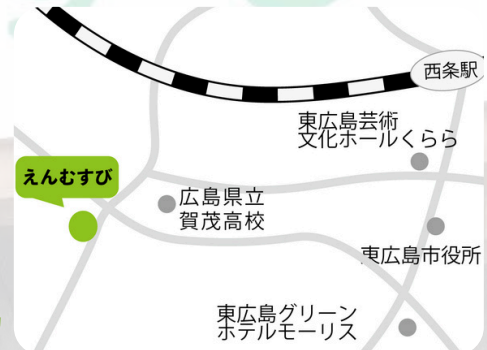 西条駅
東広島芸術
文化ホールくらら
えんむすび
広島県立
賀茂高校
東広島市役所
東広島グリーン
ホテルモーリス